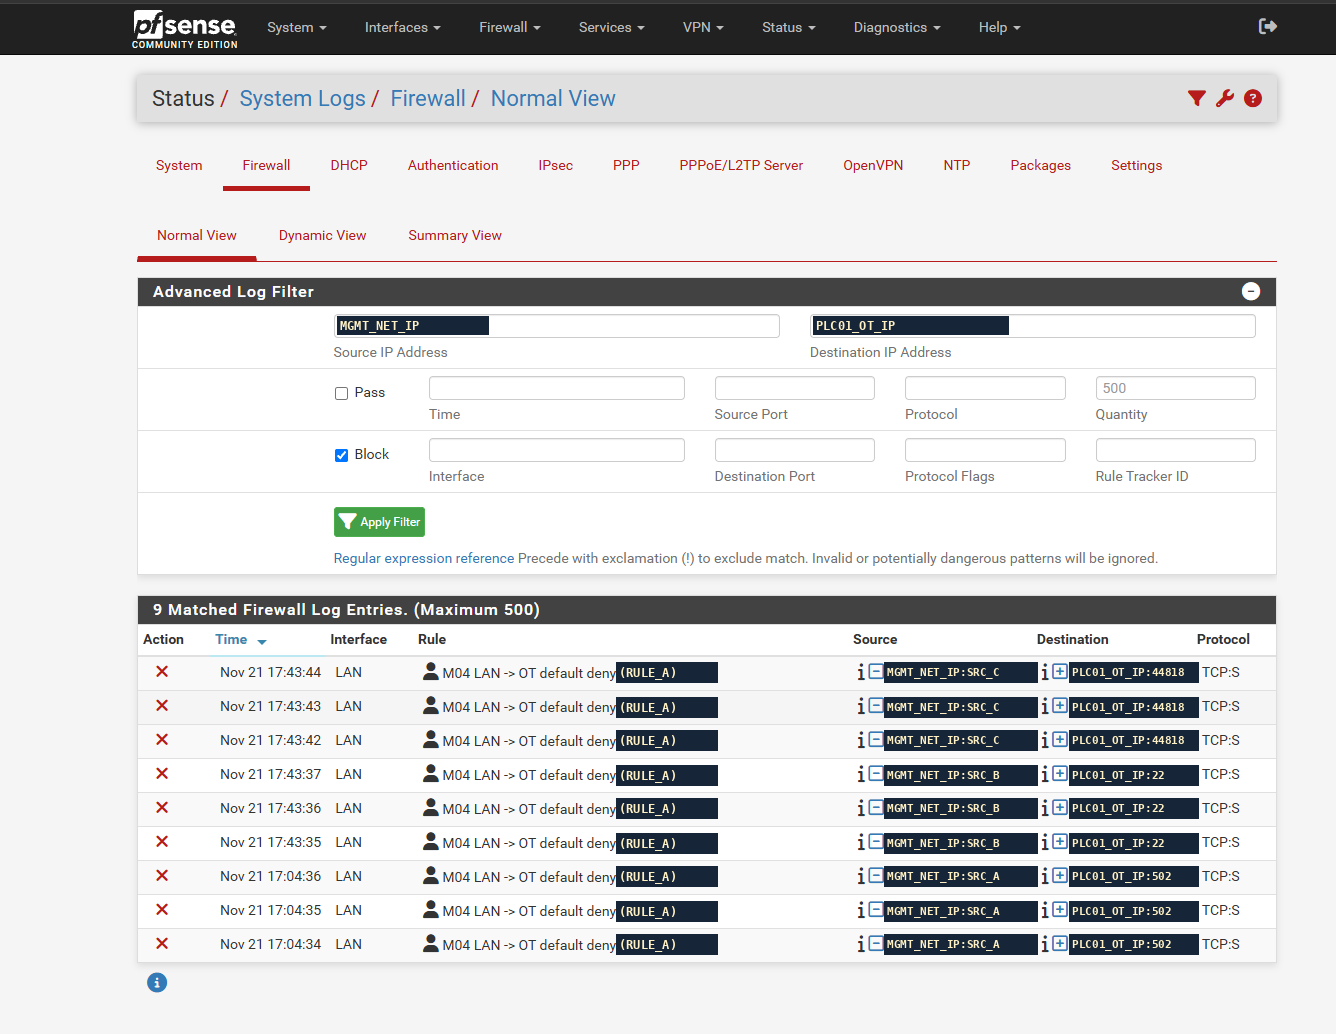 pfsense COMMUNITY EDITION System Interfaces Firewall Services VPN Status Diagnostics Help
Status / System Logs / Firewall / Normal View
System Firewall DHCP Authentication IPsec PPP PPPoE/L2TP Server OpenVPN NTP Packages Settings
Normal View Dynamic View Summary View
Advanced Log Filter
MGMT_NET_IP PLC01_OT_IP
Source IP Address Destination IP Address
Pass 500
Time Source Port Protocol Quantity
Block
Interface Destination Port Protocol Flags Rule Tracker ID
Apply Filter
Regular expression reference Precede with exclamation (!) to exclude match. Invalid or potentially dangerous patterns will be ignored.
9 Matched Firewall Log Entries. (Maximum 500)
Action Time Interface Rule Source Destination Protocol
Nov 21 17:43:44 LAN M04 LAN -> OT default deny (RULE_A) MGMT_NET_IP:SRC_C PLC01_OT_IP:44818 TCP:S
Nov 21 17:43:43 LAN M04 LAN -> OT default deny (RULE_A) MGMT_NET_IP:SRC_C PLC01_OT_IP:44818 TCP:S
Nov 21 17:43:42 LAN M04 LAN -> OT default deny (RULE_A) MGMT_NET_IP:SRC_C PLC01_OT_IP:44818 TCP:S
Nov 21 17:43:37 LAN M04 LAN -> OT default deny (RULE_A) MGMT_NET_IP:SRC_B PLC01_OT_IP:22 TCP:S
Nov 21 17:43:36 LAN M04 LAN -> OT default deny (RULE_A) MGMT_NET_IP:SRC_B PLC01_OT_IP:22 TCP:S
Nov 21 17:43:35 LAN M04 LAN -> OT default deny (RULE_A) MGMT_NET_IP:SRC_B PLC01_OT_IP:22 TCP:S
Nov 21 17:04:36 LAN M04 LAN -> OT default deny (RULE_A) MGMT_NET_IP:SRC_A PLC01_OT_IP:502 TCP:S
Nov 21 17:04:35 LAN M04 LAN -> OT default deny (RULE_A) MGMT_NET_IP:SRC_A PLC01_OT_IP:502 TCP:S
Nov 21 17:04:34 LAN M04 LAN -> OT default deny (RULE_A) MGMT_NET_IP:SRC_A PLC01_OT_IP:502 TCP:S